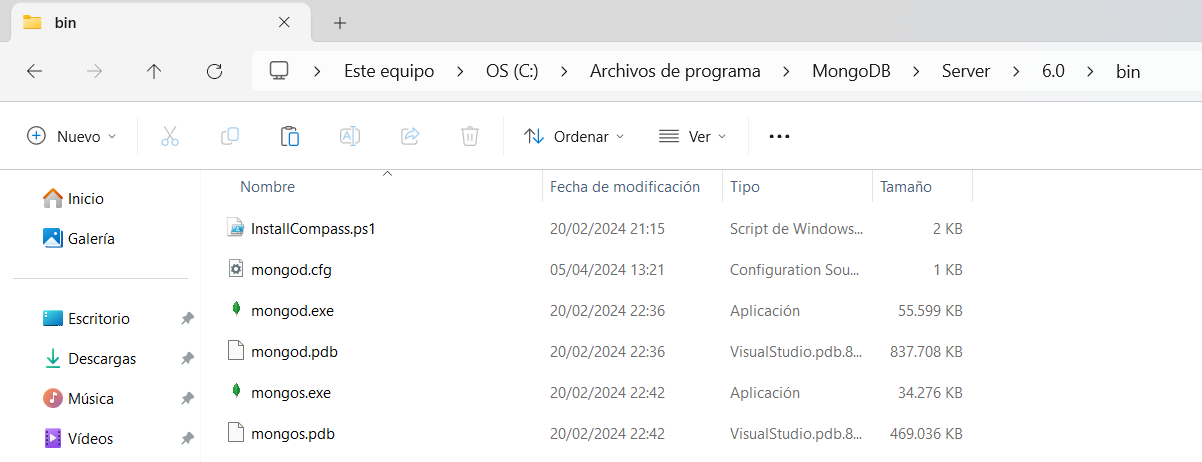 bin
Este equipo > OS (C:) > Archivos de programa > MongoDB > Server > 6.0 > bin
Nuevo Ordenar Ver
Inicio
Galería
Escritorio
Descargas
Música
Vídeos
Nombre Fecha de modificación Tipo Tamaño
InstallCompass.ps1 20/02/2024 21:15 Script de Windows... 2 KB
mongod.cfg 05/04/2024 13:21 Configuration Sou... 1 KB
mongod.exe 20/02/2024 22:36 Aplicación 55.599 KB
mongod.pdb 20/02/2024 22:36 VisualStudio.pdb.8... 837.708 KB
mongos.exe 20/02/2024 22:42 Aplicación 34.276 KB
mongos.pdb 20/02/2024 22:42 VisualStudio.pdb.8... 469.036 KB